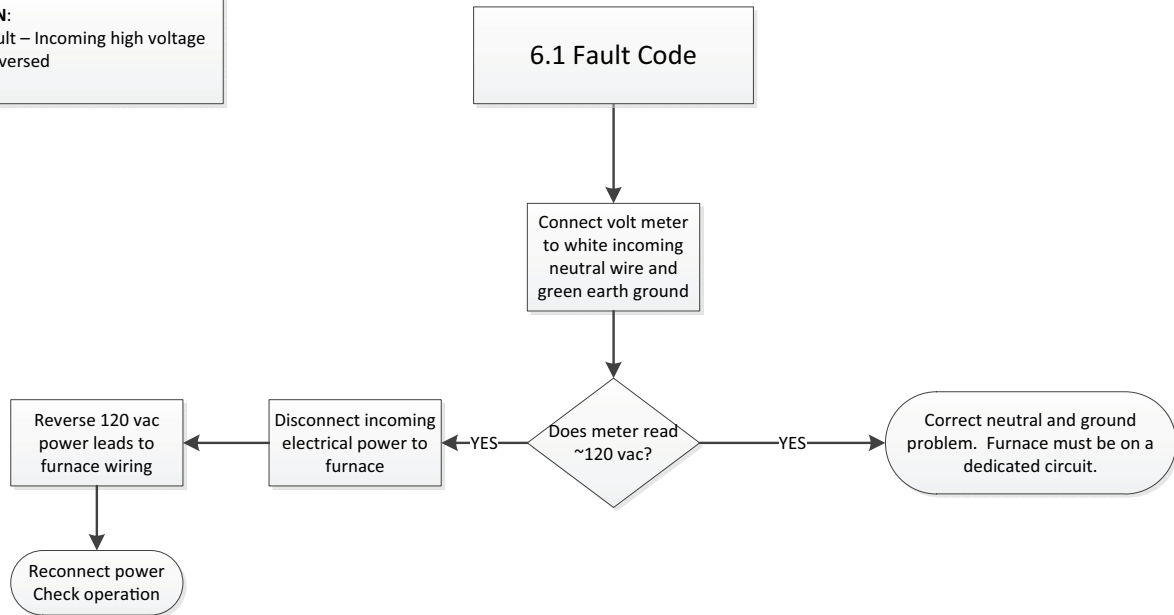 N:
ult – Incoming high voltage
versed
6.1 Fault Code
Connect volt meter
to white incoming
neutral wire and
green earth ground
Does meter read
~120 vac?
YES
Disconnect incoming
electrical power to
furnace
Reverse 120 vac
power leads to
furnace wiring
Reconnect power
Check operation
YES
Correct neutral and ground
problem. Furnace must be on a
dedicated circuit.